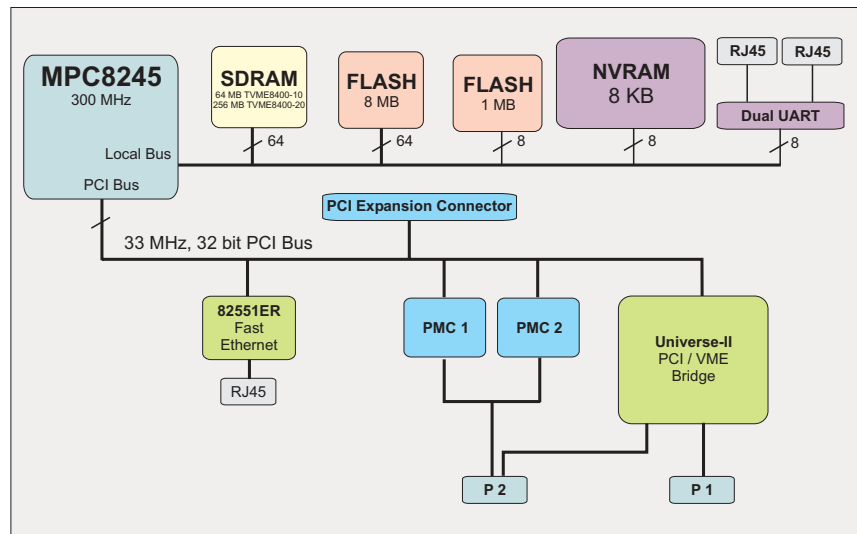 MPC8245
300 MHz
Local Bus
PCI Bus
SDRAM
64 MB TVME8400-10
256 MB TVME8400-20
64
FLASH
8 MB
64
FLASH
1 MB
8
NVRAM
8 KB
8
RJ45
RJ45
Dual UART
8
PCI Expansion Connector
33 MHz, 32 bit PCI Bus
82551ER
Fast
Ethernet
RJ45
PMC 1
PMC 2
Universe-II
PCI / VME
Bridge
P 2
P 1